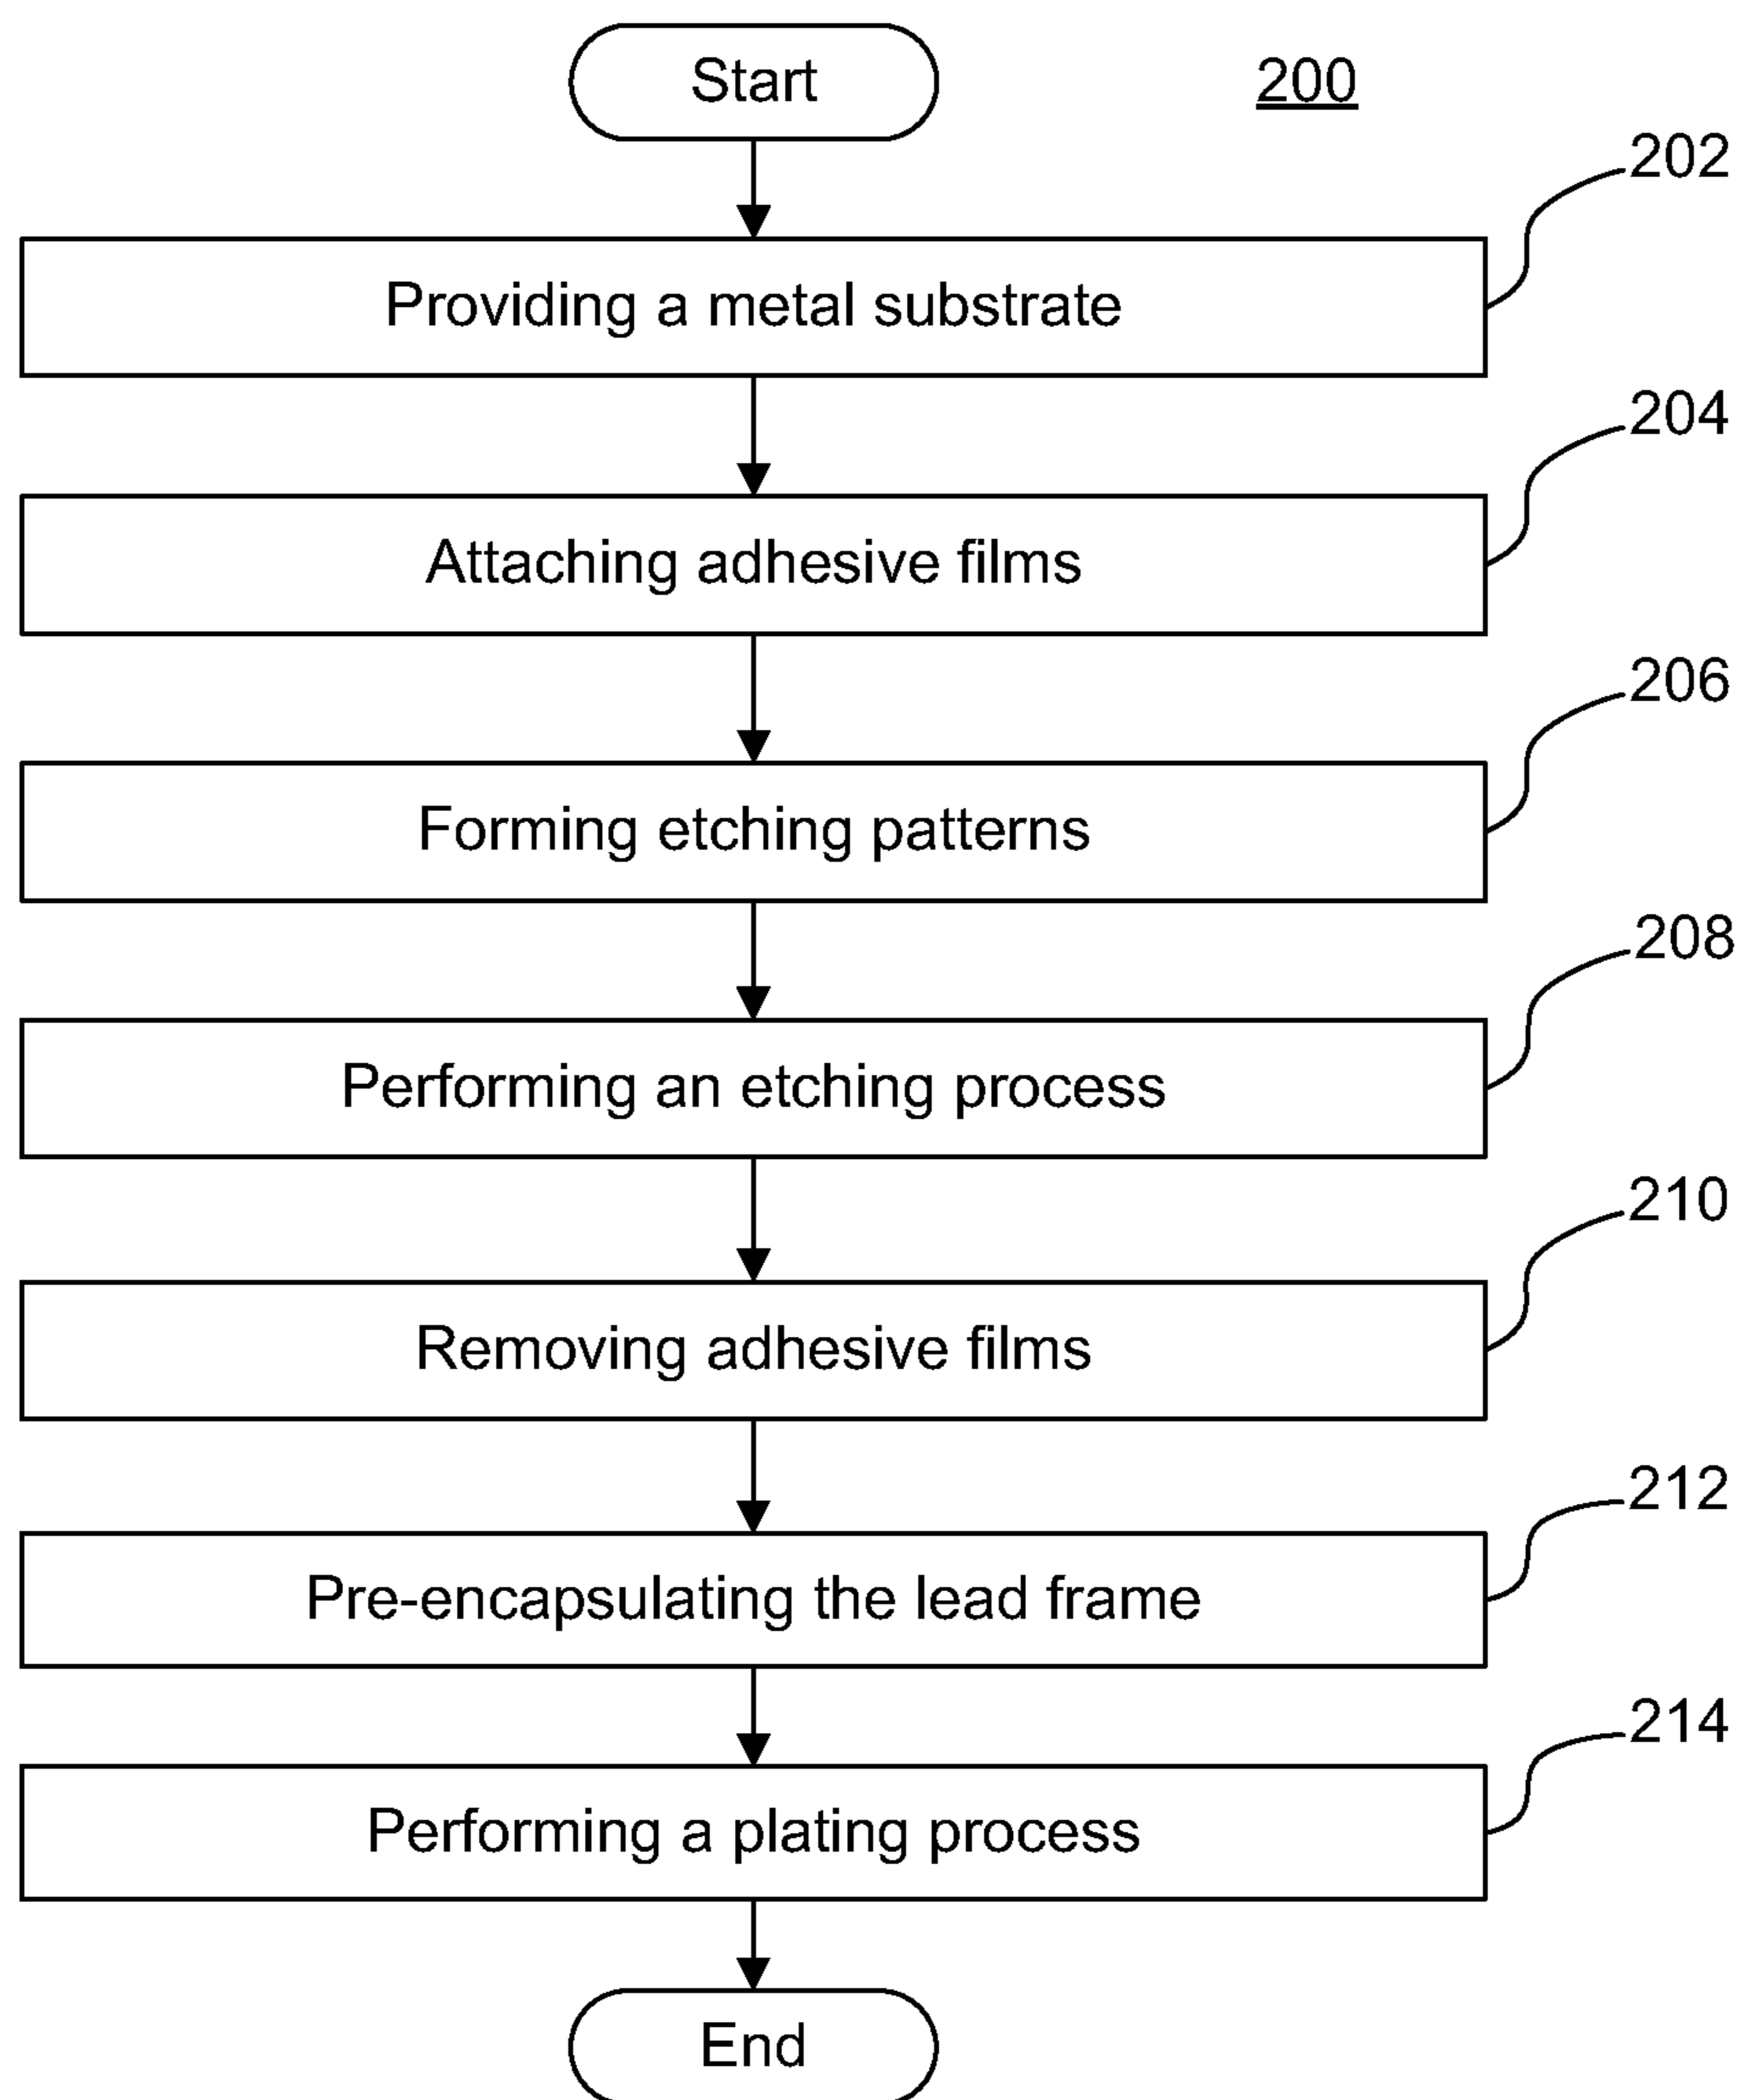 Start
200
202
Providing a metal substrate
204
Attaching adhesive films
206
Forming etching patterns
208
Performing an etching process
210
Removing adhesive films
212
Pre-encapsulating the lead frame
214
Performing a plating process
End